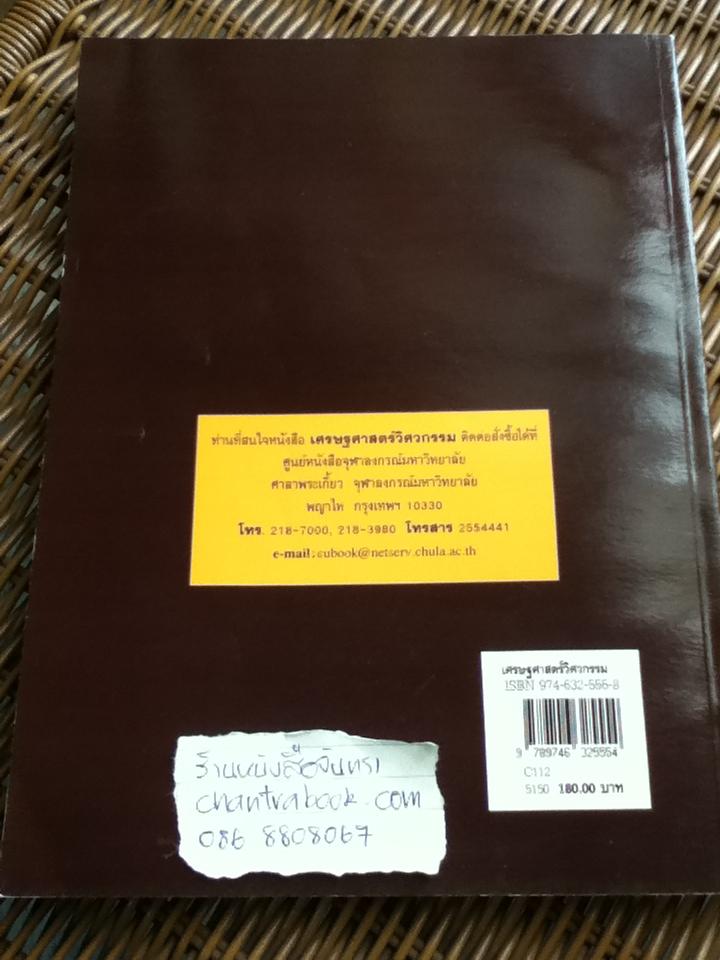 ท่านที่สนใจหนังสือ เศรษฐศาสตร์วิศวกรรม ติดต่อสั่งซื้อได้ที่
ศูนย์หนังสือจุฬาลงกรณ์มหาวิทยาลัย
ศาลาพระเกี้ยว จุฬาลงกรณ์มหาวิทยาลัย
พญาไท กรุงเทพฯ 10330
โทร. 218-7000, 218-3980 โทรสาร 2554441
e-mail:cubook@netserv.chula.ac.th
เศรษฐศาสตร์วิศวกรรม
ISBN 974-632-556-8
9 789746 325554
C112
5150 180.00 บาท
ร้านหนังสือจันทรา
chantrabook.com
086 8808067